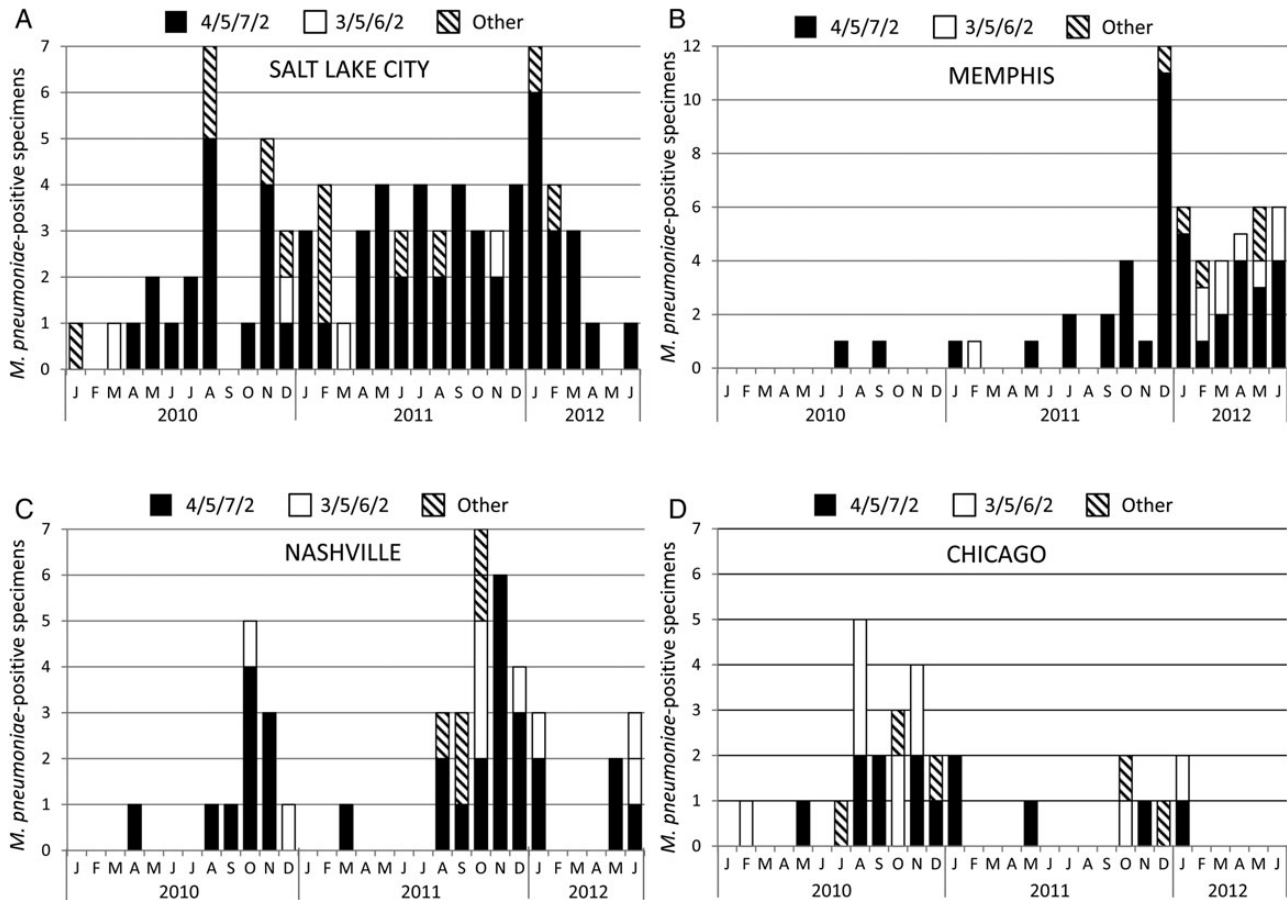 A
4/5/7/2 3/5/6/2 Other
SALT LAKE CITY
M. pneumoniae-positive specimens
7
6
5
4
3
2
1
0
J F M A M J J A S O N D J F M A M J J A S O N D J F M A M J
2010 2011 2012
B
4/5/7/2 3/5/6/2 Other
MEMPHIS
M. pneumoniae-positive specimens
12
10
8
6
4
2
0
J F M A M J J A S O N D J F M A M J J A S O N D J F M A M J
2010 2011 2012
C
4/5/7/2 3/5/6/2 Other
NASHVILLE
M. pneumoniae-positive specimens
7
6
5
4
3
2
1
0
J F M A M J J A S O N D J F M A M J J A S O N D J F M A M J
2010 2011 2012
D
4/5/7/2 3/5/6/2 Other
CHICAGO
M. pneumoniae-positive specimens
7
6
5
4
3
2
1
0
J F M A M J J A S O N D J F M A M J J A S O N D J F M A M J
2010 2011 2012